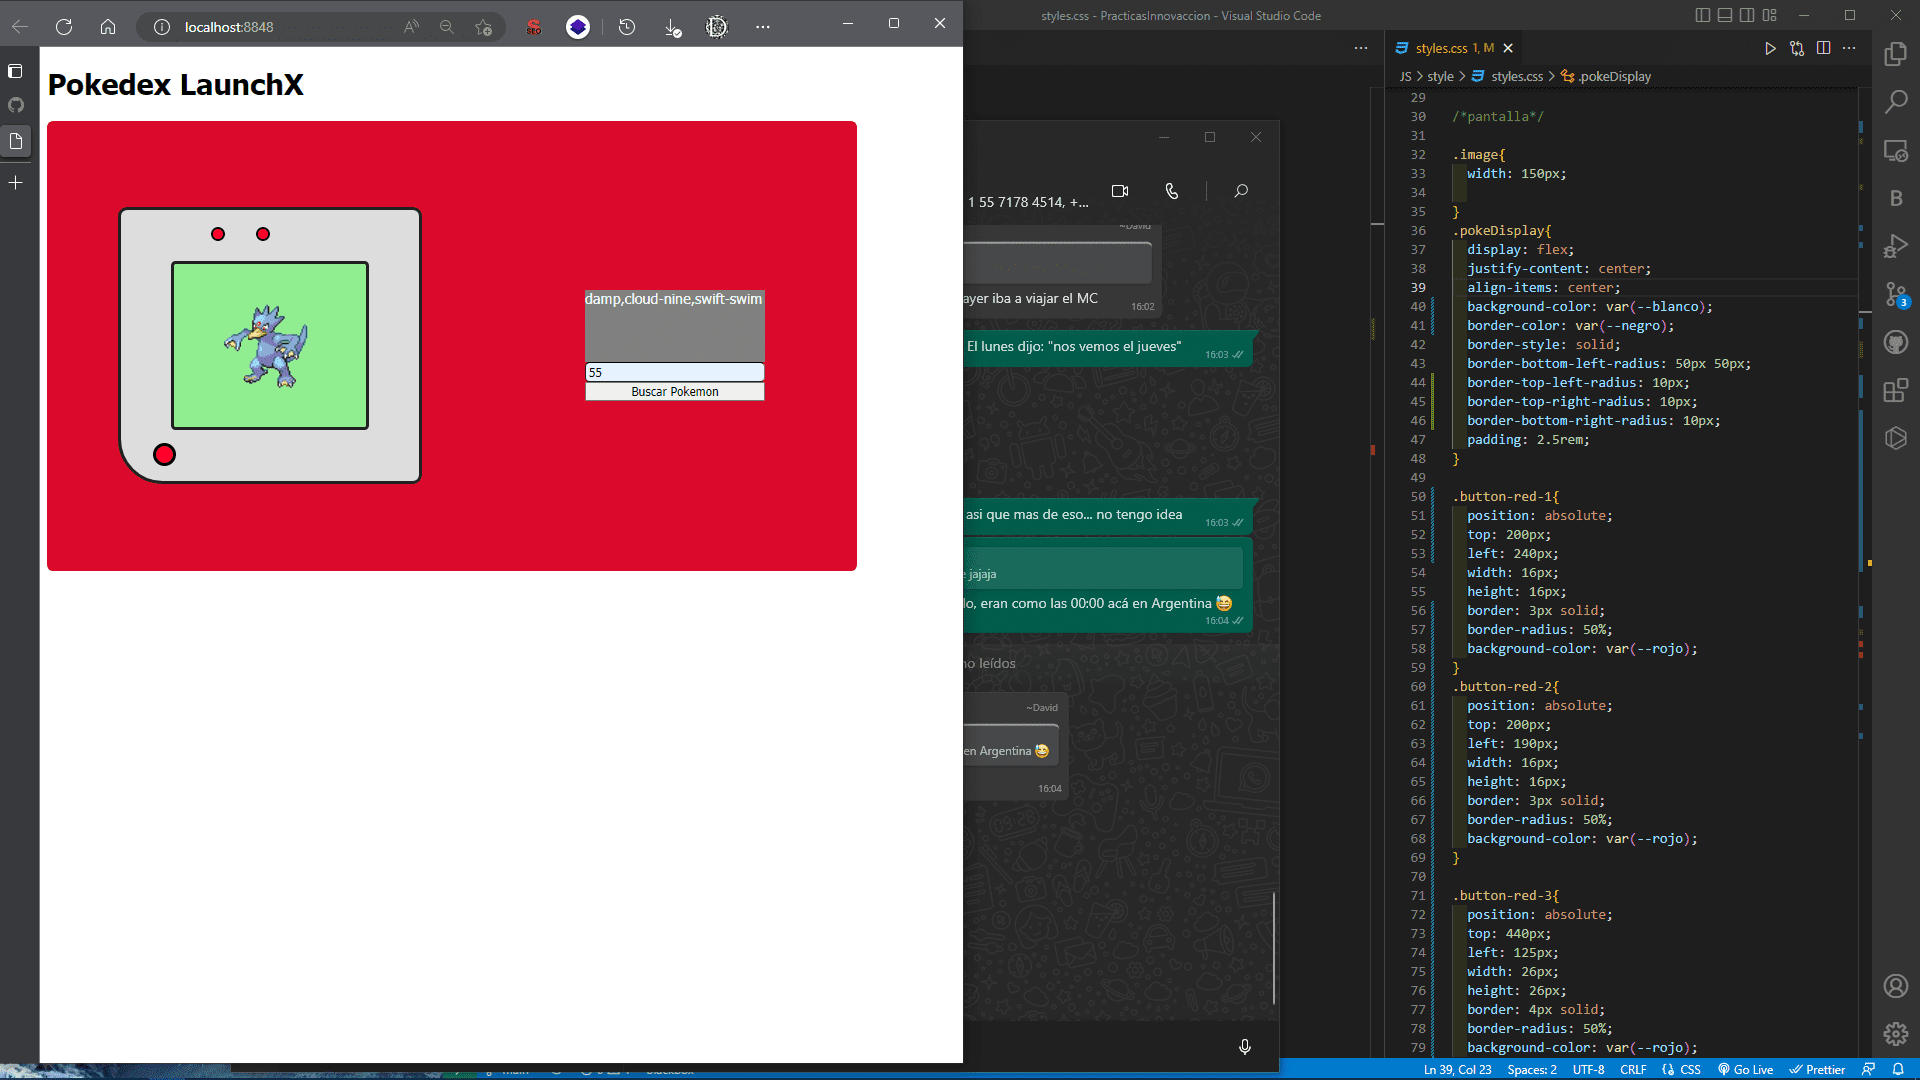 localhost:8848
Pokedex LaunchX
damp,cloud-nine,swift-swim
55
Buscar Pokemon
1 55 7178 4514, +...
~David
ayer iba a viajar el MC
16:02
El lunes dijo: "nos vemos el jueves"
16:03
asi que mas de eso... no tengo idea
16:03
jajaja
lo, eran como las 00:00 acá en Argentina 😅
16:04
no leídos
~David
en Argentina 😅
16:04
styles.css - PracticasInnovaccion - Visual Studio Code
styles.css 1, M
JS > style > styles.css > .pokeDisplay
29
30 /*pantalla*/
31
32 .image{
33 width: 150px;
34
35 }
36 .pokeDisplay{
37 display: flex;
38 justify-content: center;
39 align-items: center;
40 background-color: var(--blanco);
41 border-color: var(--negro);
42 border-style: solid;
43 border-bottom-left-radius: 50px 50px;
44 border-top-left-radius: 10px;
45 border-top-right-radius: 10px;
46 border-bottom-right-radius: 10px;
47 padding: 2.5rem;
48 }
49
50 .button-red-1{
51 position: absolute;
52 top: 200px;
53 left: 240px;
54 width: 16px;
55 height: 16px;
56 border: 3px solid;
57 border-radius: 50%;
58 background-color: var(--rojo);
59 }
60 .button-red-2{
61 position: absolute;
62 top: 200px;
63 left: 190px;
64 width: 16px;
65 height: 16px;
66 border: 3px solid;
67 border-radius: 50%;
68 background-color: var(--rojo);
69 }
70
71 .button-red-3{
72 position: absolute;
73 top: 440px;
74 left: 125px;
75 width: 26px;
76 height: 26px;
77 border: 4px solid;
78 border-radius: 50%;
79 background-color: var(--rojo);
3
Ln 39, Col 23 Spaces: 2 UTF-8 CRLF {} CSS Go Live Prettier